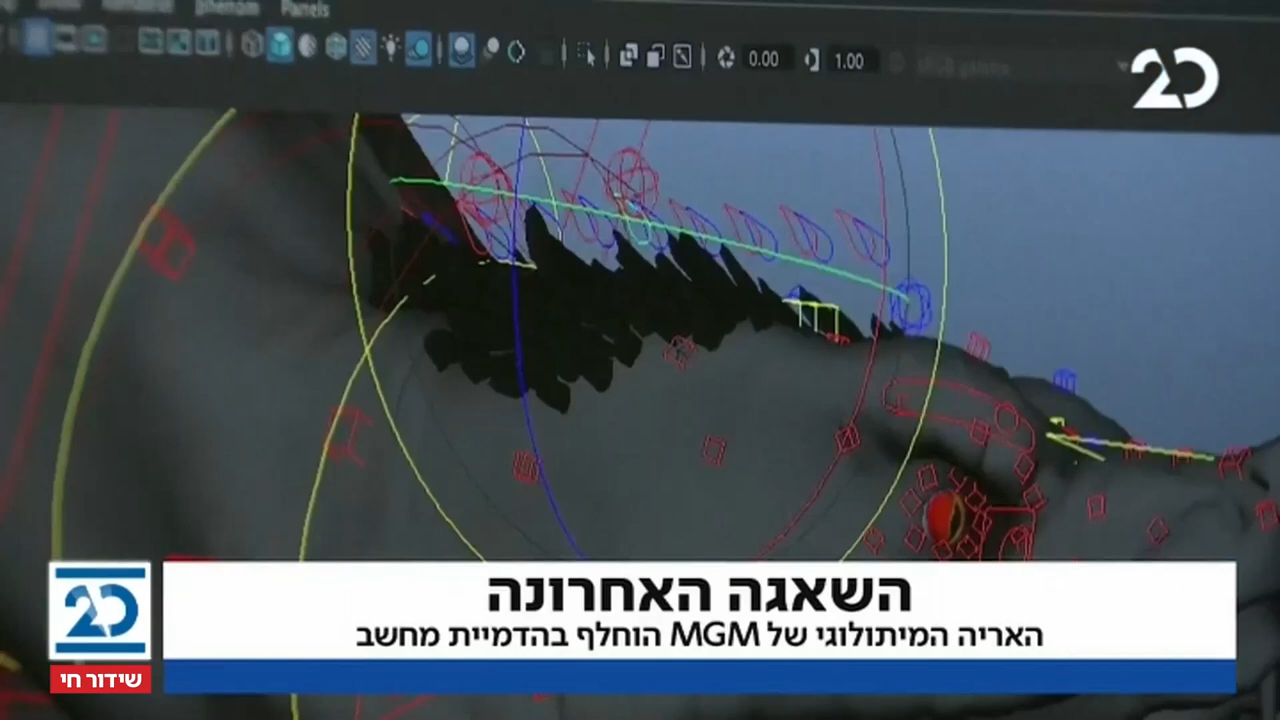 Panels
0.00
1.00
20
השאגה האחרונה
האריה המיתולוגי של MGM הוחלף בהדמיית מחשב
20
שידור חי